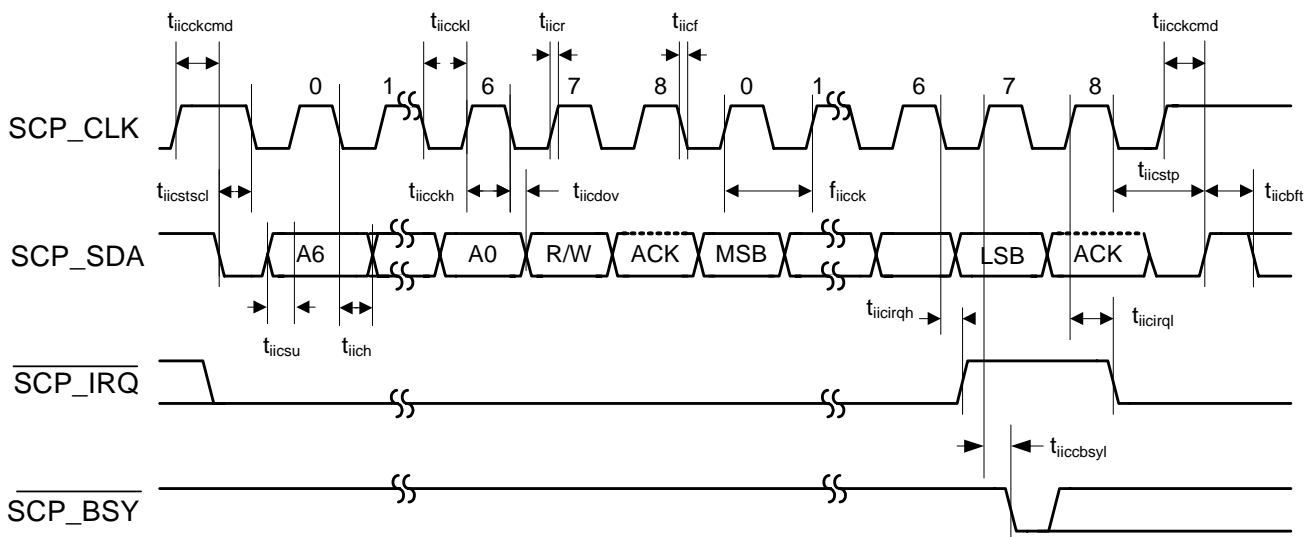 tiicckcmd tiicckl tiicr tiicf tiicckcmd
0 1 6 7 8 0 1 6 7 8
SCP_CLK
tiicstscl tiicckh tiicdov fiicck tiicstp tiicbft
SCP_SDA A6 A0 R/W ACK MSB LSB ACK
tiicsu tiich tiicirqh tiicirql
SCP_IRQ
tiiccbsyl
SCP_BSY